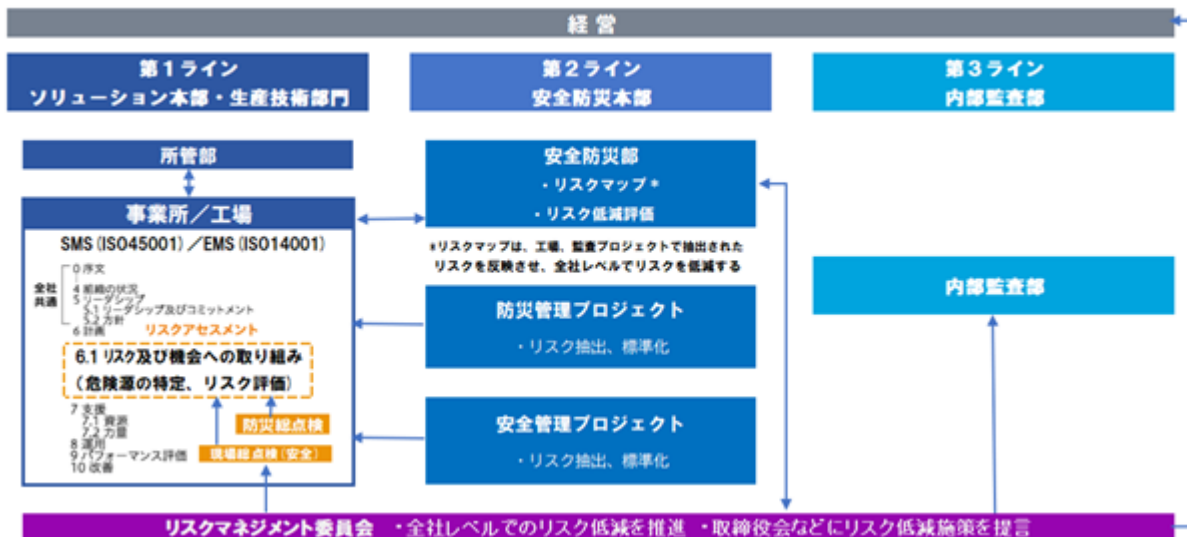 経営
第1ライン
ソリューション本部・生産技術部門
第2ライン
安全防災本部
第3ライン
内部監査部
所管部
事業所／工場
SMS(ISO45001)／EMS(ISO14001)
全社
共通
0 序文
4 組織の状況
5 リーダシップ
5.1 リーダシップ及びコミットメント
5.2 方針
6 計画
リスクアセスメント
6.1 リスク及び機会への取り組み
(危険源の特定、リスク評価)
7 支援
7.1 資源
7.2 力量
8 運用
9 パフォーマンス評価
10 改善
防災総点検
現場総点検(安全)
安全防災部
・リスクマップ*
・リスク低減評価
*リスクマップは、工場、監査プロジェクトで抽出された
リスクを反映させ、全社レベルでリスクを低減する
防災管理プロジェクト
・リスク抽出、標準化
安全管理プロジェクト
・リスク抽出、標準化
内部監査部
リスクマネジメント委員会 ・全社レベルでのリスク低減を推進 ・取締役会などにリスク低減施策を提言